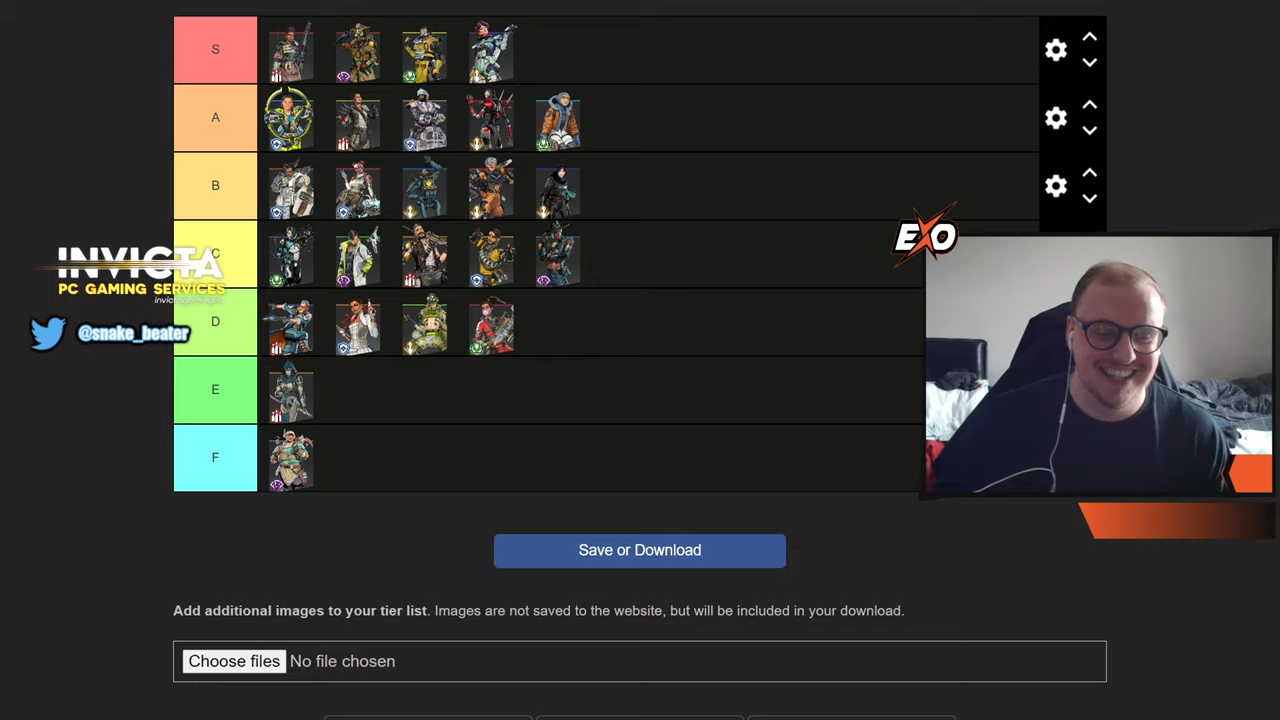 S
A
B
C
D
E
F
EXO
INVICTA
PC GAMING SERVICES
@snake_beater
Save or Download
Add additional images to your tier list. Images are not saved to the website, but will be included in your download.
Choose files No file chosen